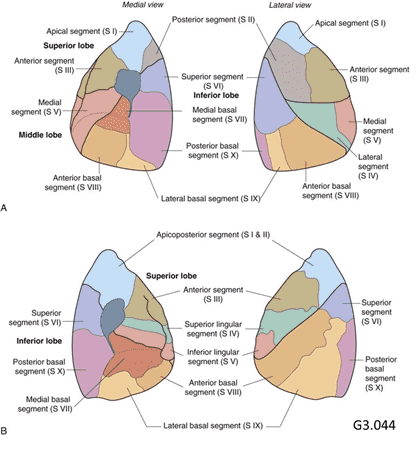 Medial view
Lateral view
Apical segment (S I)
Posterior segment (S II)
Apical segment (S I)
Superior lobe
Anterior segment
(S III)
Superior segment
(S VI)
Inferior lobe
Anterior
segment
(S III)
Medial
segment
(S V)
Medial basal
segment
(S VII)
Medial
segment
(S V)
Middle lobe
Posterior basal
segment
(S X)
Lateral
segment
(S IV)
Anterior basal
segment (S VIII)
Lateral basal
segment (S IX)
Anterior basal
segment (S VIII)
A
Apicoposterior segment (S I & II)
Superior lobe
Anterior segment
(S III)
Superior
segment (S VI)
Superior
segment
(S VI)
Superior lingular
segment (S IV)
Inferior lobe
Inferior lingular
segment (S V)
Posterior basal
segment
(S X)
Posterior
basal
segment
(S X)
Anterior basal
segment (S VIII)
Medial basal
segment (S VII)
Lateral basal segment (S IX)
G3.044
B